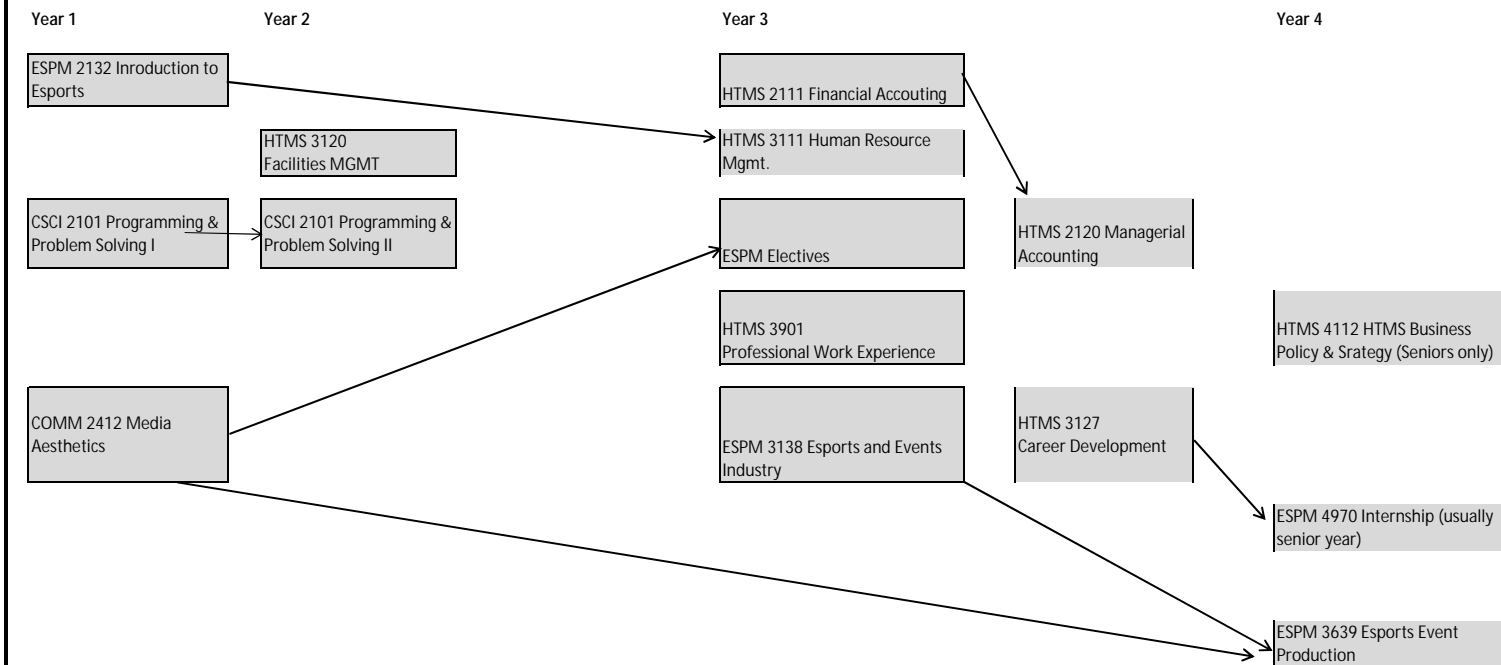 Year 1
Year 2
Year 3
Year 4
ESPM 2132 Inroduction to
Esports
HTMS 2111 Financial Accouting
HTMS 3120
Facilities MGMT
HTMS 3111 Human Resource
Mgmt.
CSCI 2101 Programming &
Problem Solving I
CSCI 2101 Programming &
Problem Solving II
ESPM Electives
HTMS 2120 Managerial
Accounting
HTMS 3901
Professional Work Experience
HTMS 4112 HTMS Business
Policy & Srategy (Seniors only)
COMM 2412 Media
Aesthetics
ESPM 3138 Esports and Events
Industry
HTMS 3127
Career Development
ESPM 4970 Internship (usually
senior year)
ESPM 3639 Esports Event
Production